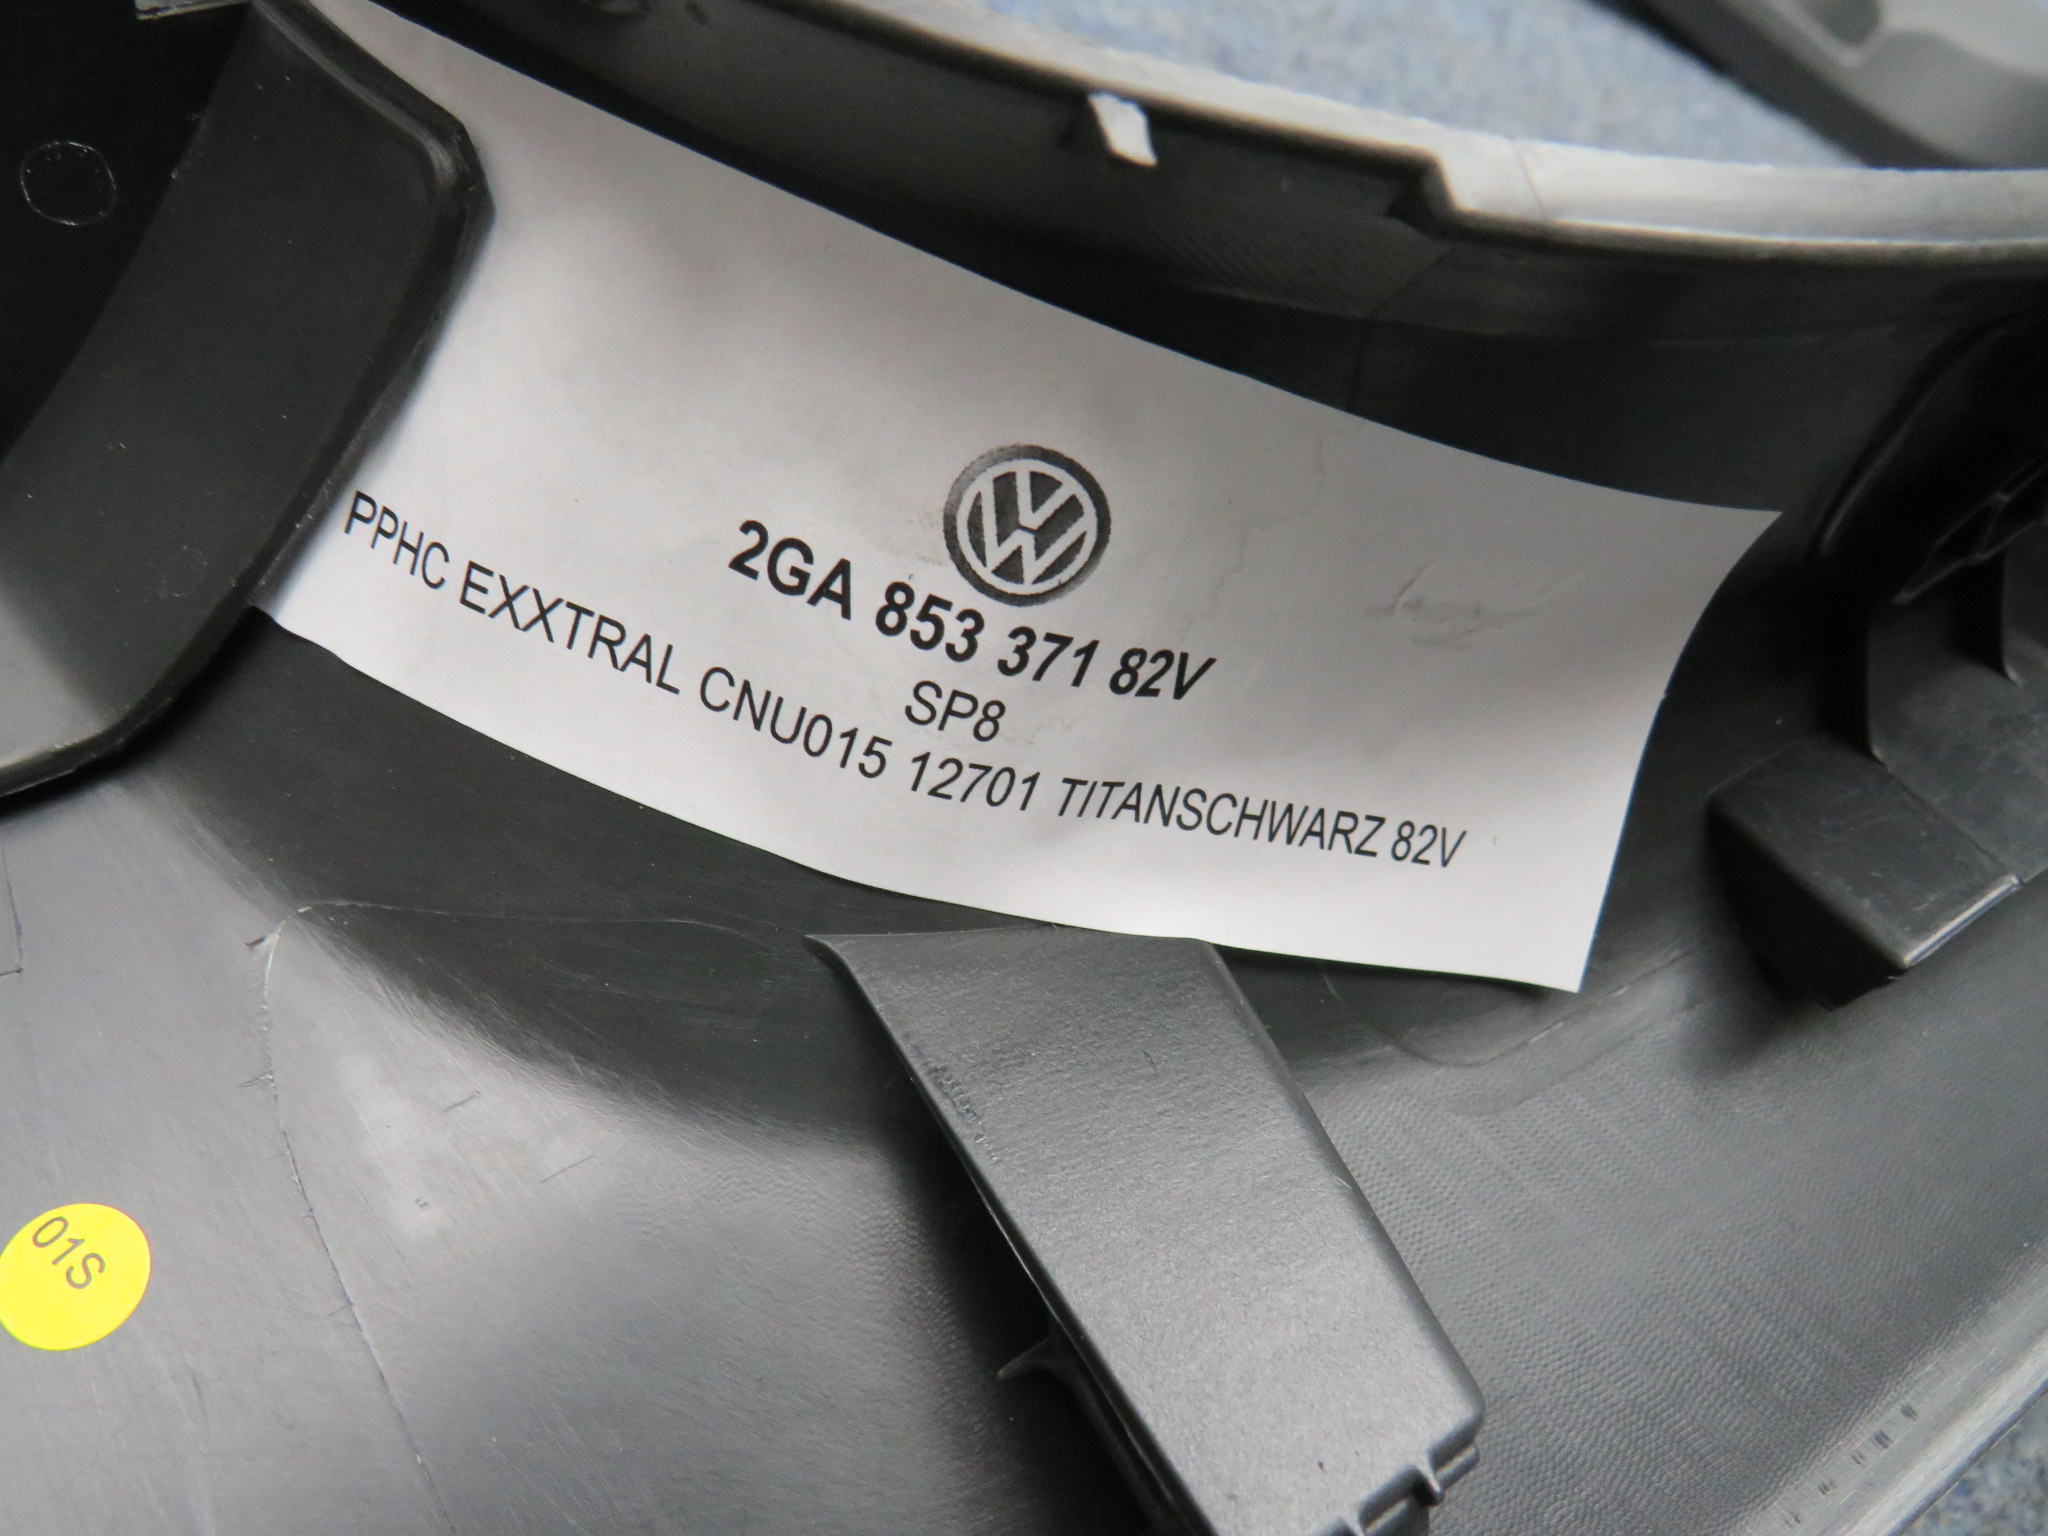 2GA 853 371 82V
SP8
PPHC EXXTRAL CNU015 12701 TITANSCHWARZ 82V
01S